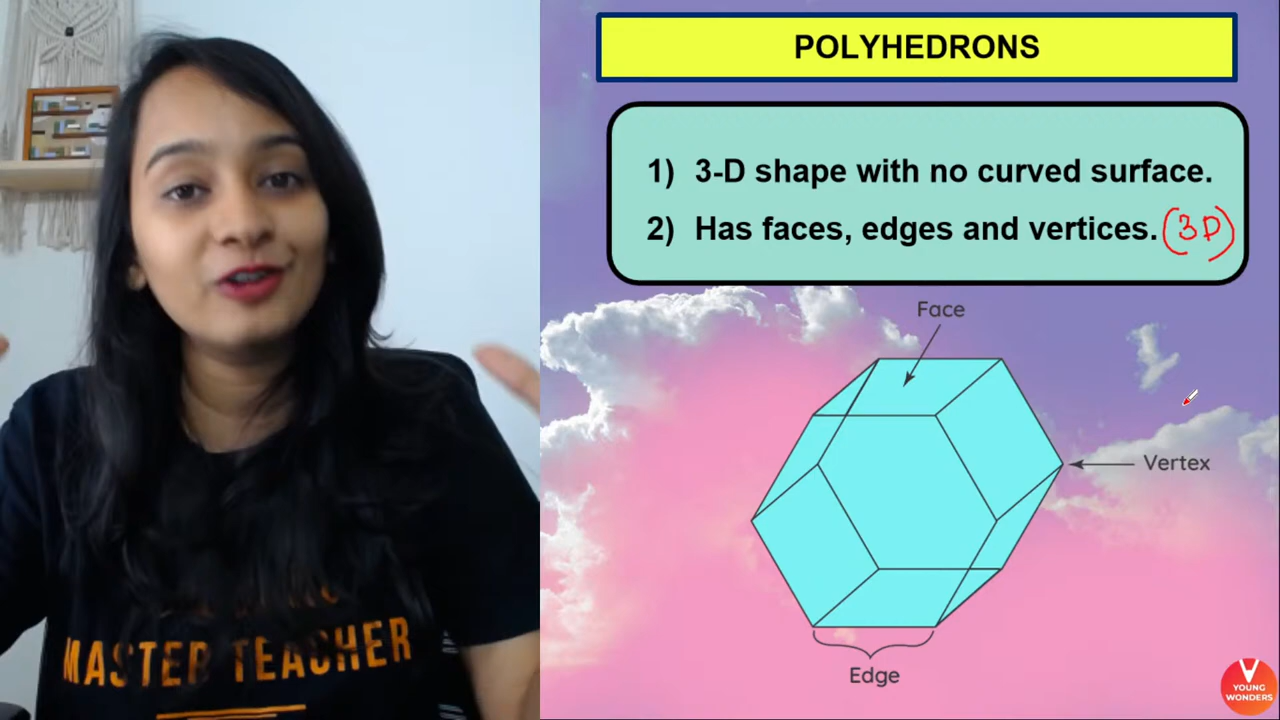 POLYHEDRONS
1) 3-D shape with no curved surface.
2) Has faces, edges and vertices. (3D)
Face
Vertex
Edge
MASTER TEACHER
V
YOUNG
WONDERS